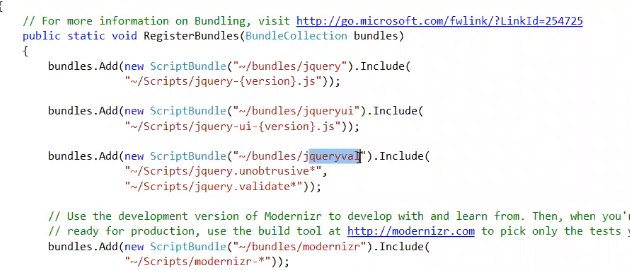 {
// For more information on Bundling, visit http://go.microsoft.com/fwlink/?LinkId=254725
public static void RegisterBundles(BundleCollection bundles)
{
bundles.Add(new ScriptBundle("~/bundles/jquery").Include(
"~/Scripts/jquery-{version}.js"));
bundles.Add(new ScriptBundle("~/bundles/jqueryui").Include(
"~/Scripts/jquery-ui-{version}.js"));
bundles.Add(new ScriptBundle("~/bundles/jqueryval").Include(
"~/Scripts/jquery.unobtrusive*",
"~/Scripts/jquery.validate*"));
// Use the development version of Modernizr to develop with and learn from. Then, when you'r
// ready for production, use the build tool at http://modernizr.com to pick only the tests y
bundles.Add(new ScriptBundle("~/bundles/modernizr").Include(
"~/Scripts/modernizr-*"));